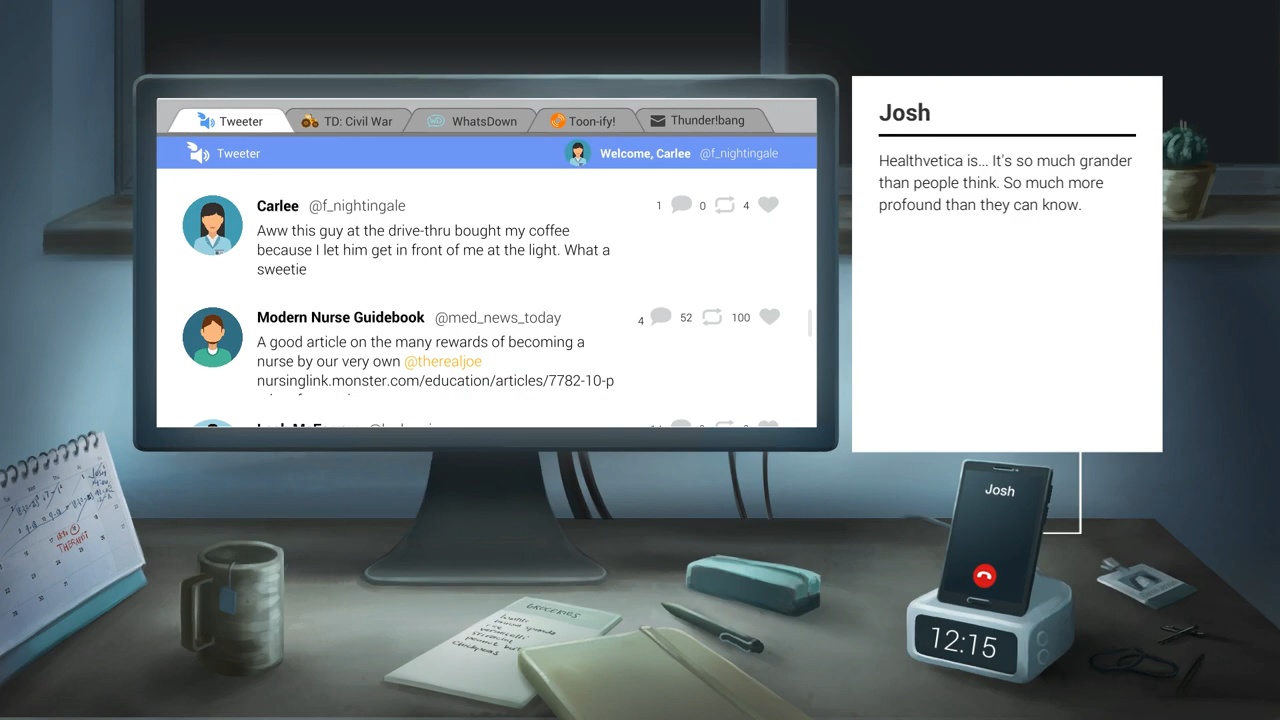 Tweeter
TD: Civil War
WhatsDown
Toon-ify!
Thunder!bang
Tweeter
Welcome, Carlee @f_nightingale
Carlee @f_nightingale
1 0 4
Aww this guy at the drive-thru bought my coffee
because I let him get in front of me at the light. What a
sweetie
Modern Nurse Guidebook @med_news_today
4 52 100
A good article on the many rewards of becoming a
nurse by our very own @therealjoe
nursinglink.monster.com/education/articles/7782-10-p
Josh
Healthvetica is... It's so much grander
than people think. So much more
profound than they can know.
Josh
12:15
THERAPIST
GROCERIES